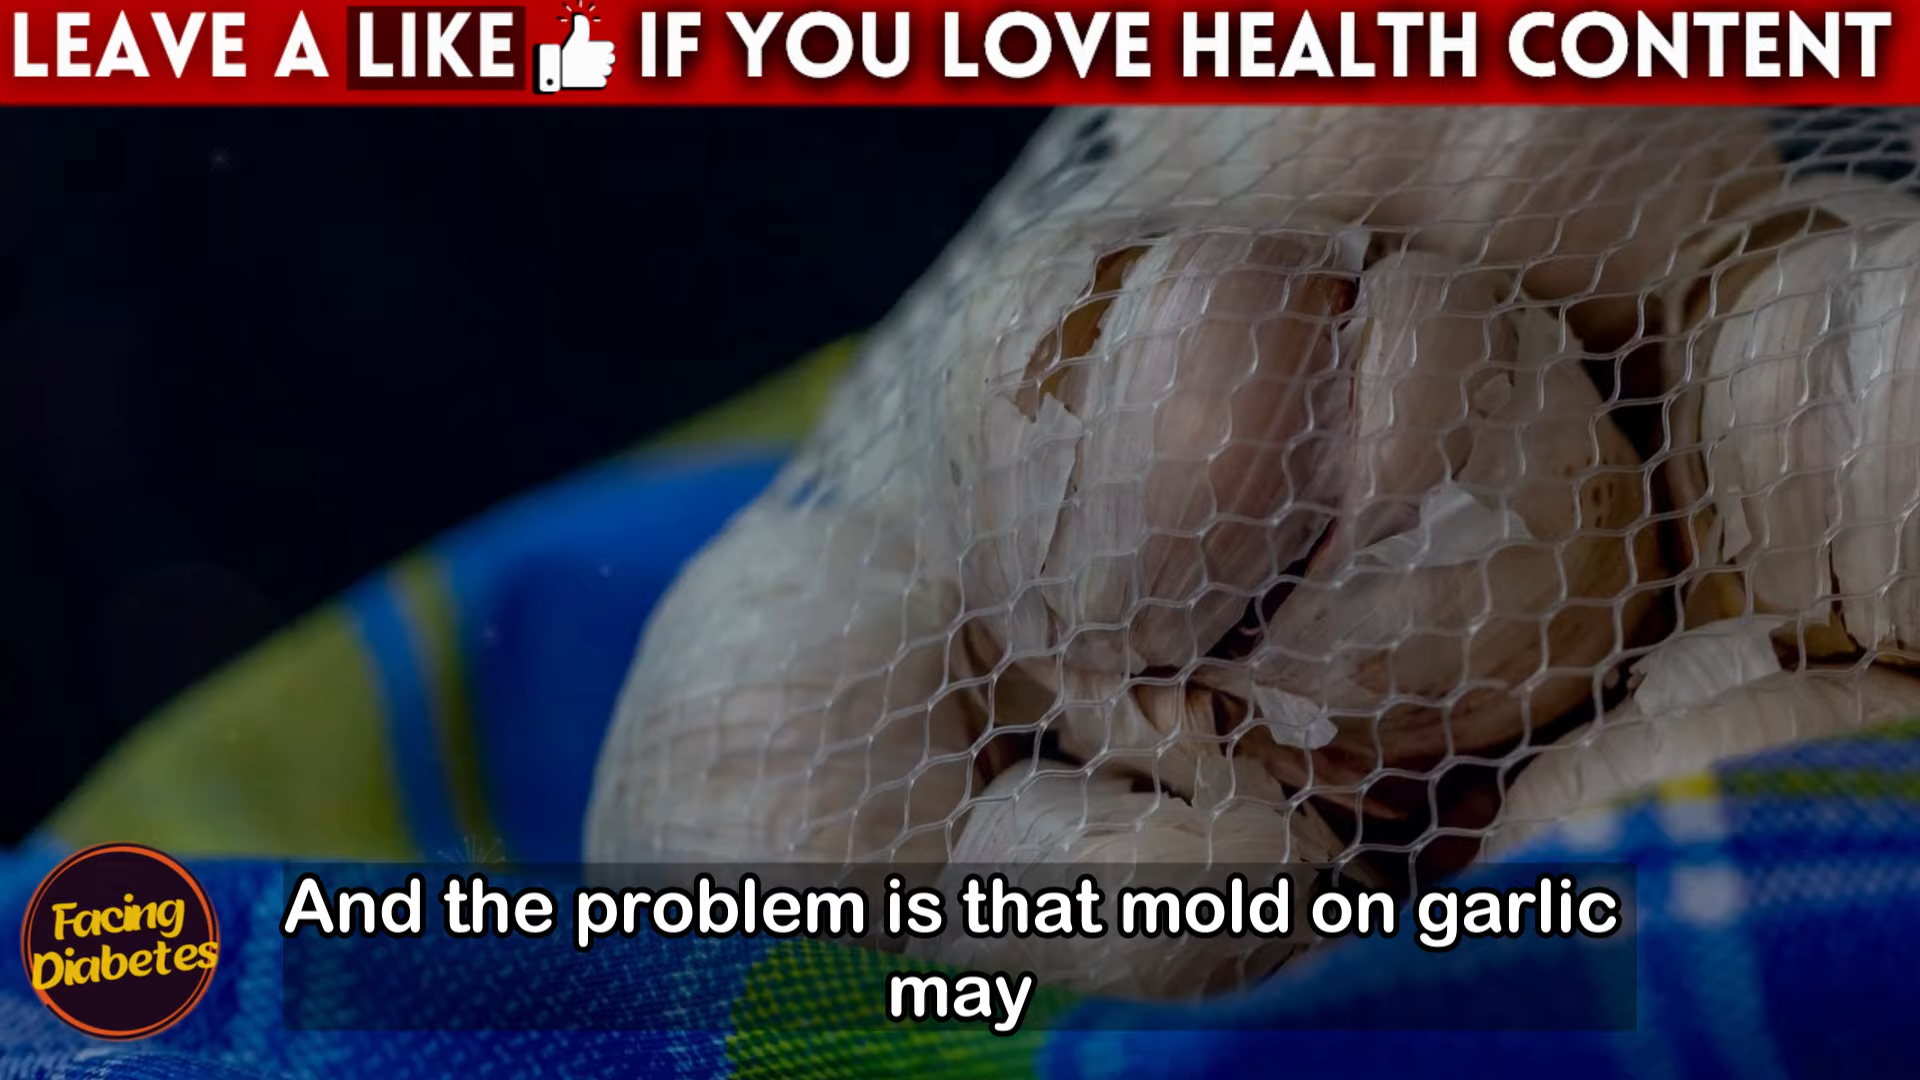 LEAVE A LIKE IF YOU LOVE HEALTH CONTENT
And the problem is that mold on garlic
may
Facing
Diabetes